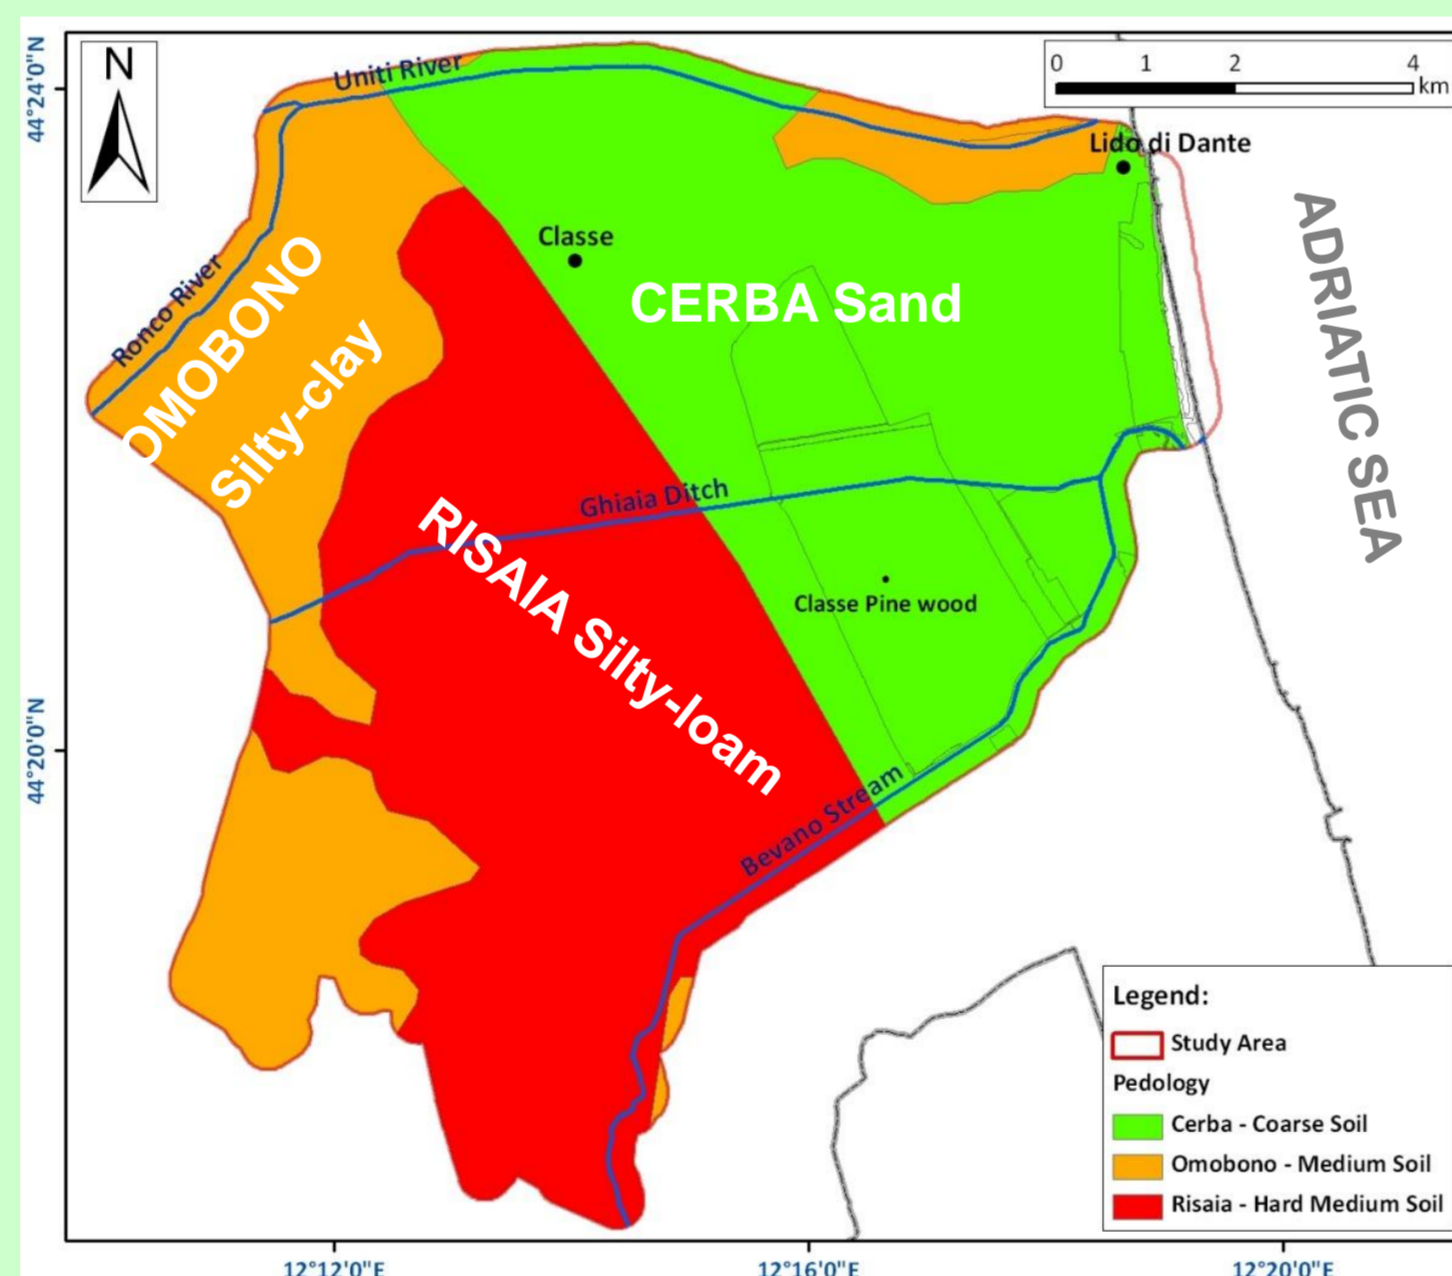 44°24'0"N
44°20'0"N
N
0 1 2 4
km
Uniti River
Lido di Dante
Classe
Ronco River
OMOBONO
Silty-clay
CERBA Sand
ADRIATIC SEA
Ghiaia Ditch
RISAIA Silty-loam
Classe Pine wood
Bevano Stream
Legend:
Study Area
Pedology
Cerba - Coarse Soil
Omobono - Medium Soil
Risaia - Hard Medium Soil
12°12'0"E
12°16'0"E
12°20'0"E